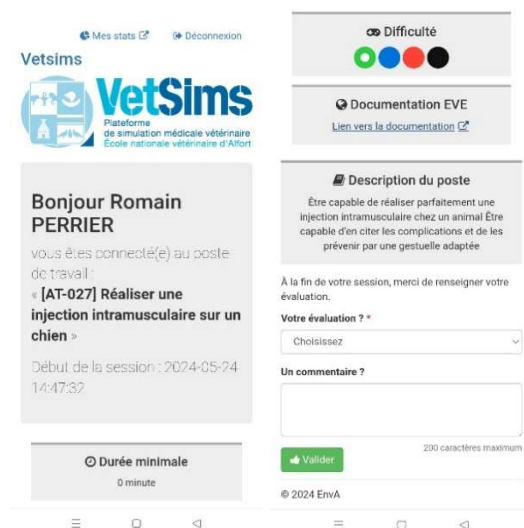 Mes stats
Déconnexion
Vetsims
VetSims
Plateforme
de simulation médicale vétérinaire
École nationale vétérinaire d'Alfort
Bonjour Romain
PERRIER
vous êtes connecté(e) au poste
de travail :
« [AT-027] Réaliser une
injection intramusculaire sur un
chien »
Début de la session : 2024-05-24
14:47:32
Durée minimale
0 minute
Difficulté
Documentation EVE
Lien vers la documentation
Description du poste
Être capable de réaliser parfaitement une
injection intramusculaire chez un animal Être
capable d'en citer les complications et de les
prévenir par une gestuelle adaptée
À la fin de votre session, merci de renseigner votre
évaluation.
Votre évaluation ? *
Choisissez
Un commentaire ?
200 caractères maximum
Valider
© 2024 EnvA